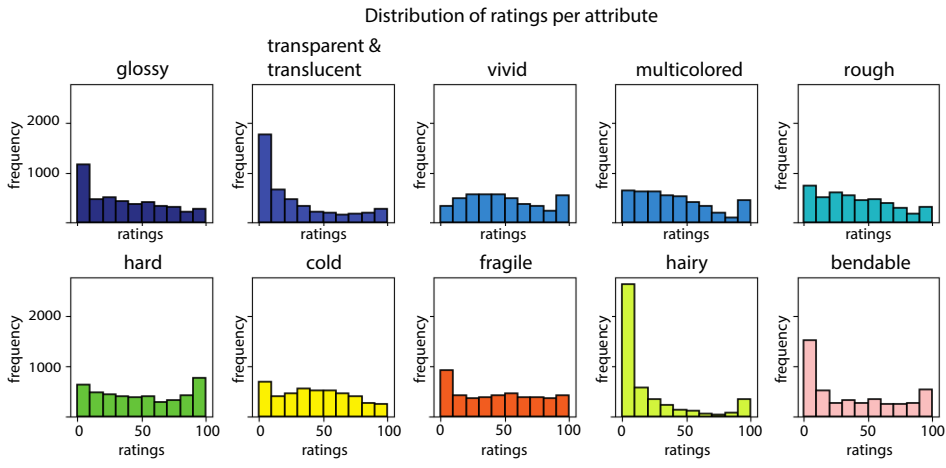 Distribution of ratings per attribute
glossy
transparent &
translucent
vivid
multicolored
rough
frequency
2000
1000
ratings
frequency
ratings
frequency
ratings
frequency
ratings
frequency
ratings
hard
cold
fragile
hairy
bendable
frequency
2000
1000
0 50 100
ratings
frequency
0 50 100
ratings
frequency
0 50 100
ratings
frequency
0 50 100
ratings
frequency
0 50 100
ratings